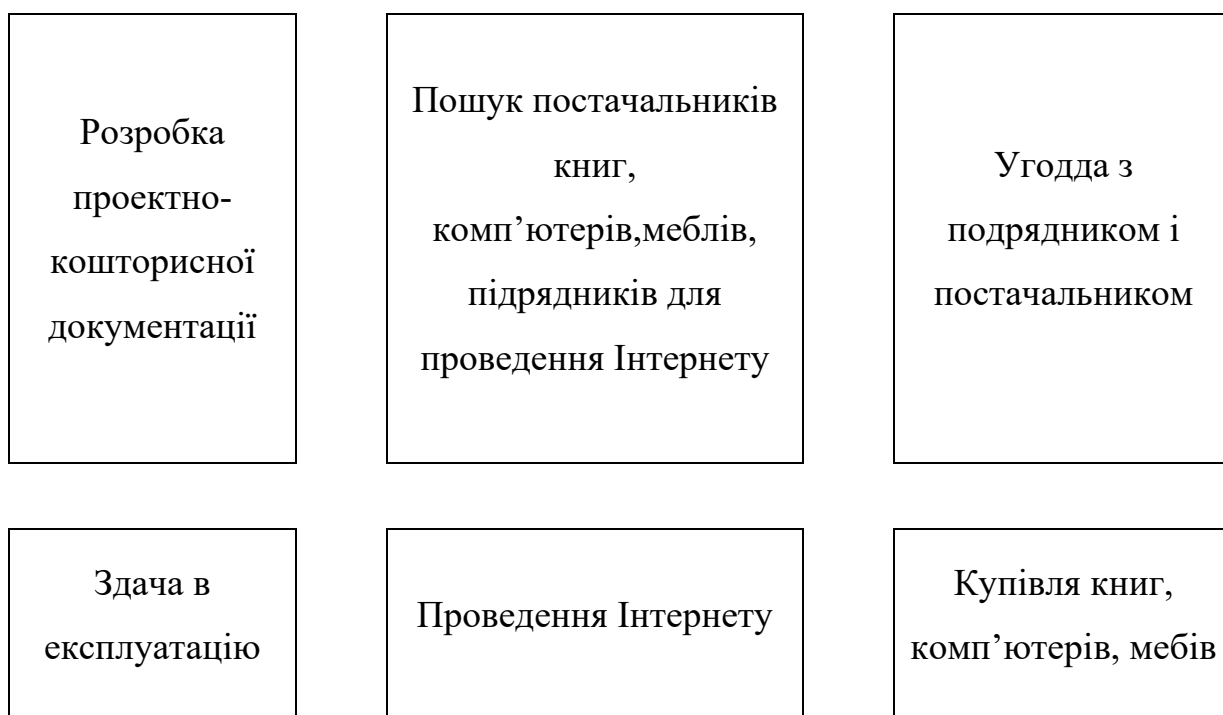 Розробка
проектно-
кошторисної
документації
Пошук постачальників
книг,
комп’ютерів,меблів,
підрядників для
проведення Інтернету
Угодда з
подрядником і
постачальником
Здача в
експлуатацію
Проведення Інтернету
Купівля книг,
комп’ютерів, мебів